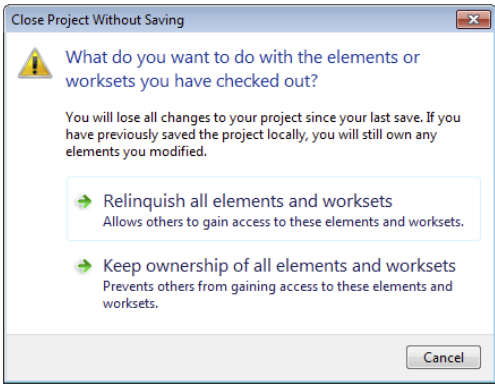 Close Project Without Saving
What do you want to do with the elements or
worksets you have checked out?
You will lose all changes to your project since your last save. If you
have previously saved the project locally, you will still own any
elements you modified.
Relinquish all elements and worksets
Allows others to gain access to these elements and worksets.
Keep ownership of all elements and worksets
Prevents others from gaining access to these elements and
worksets.
Cancel